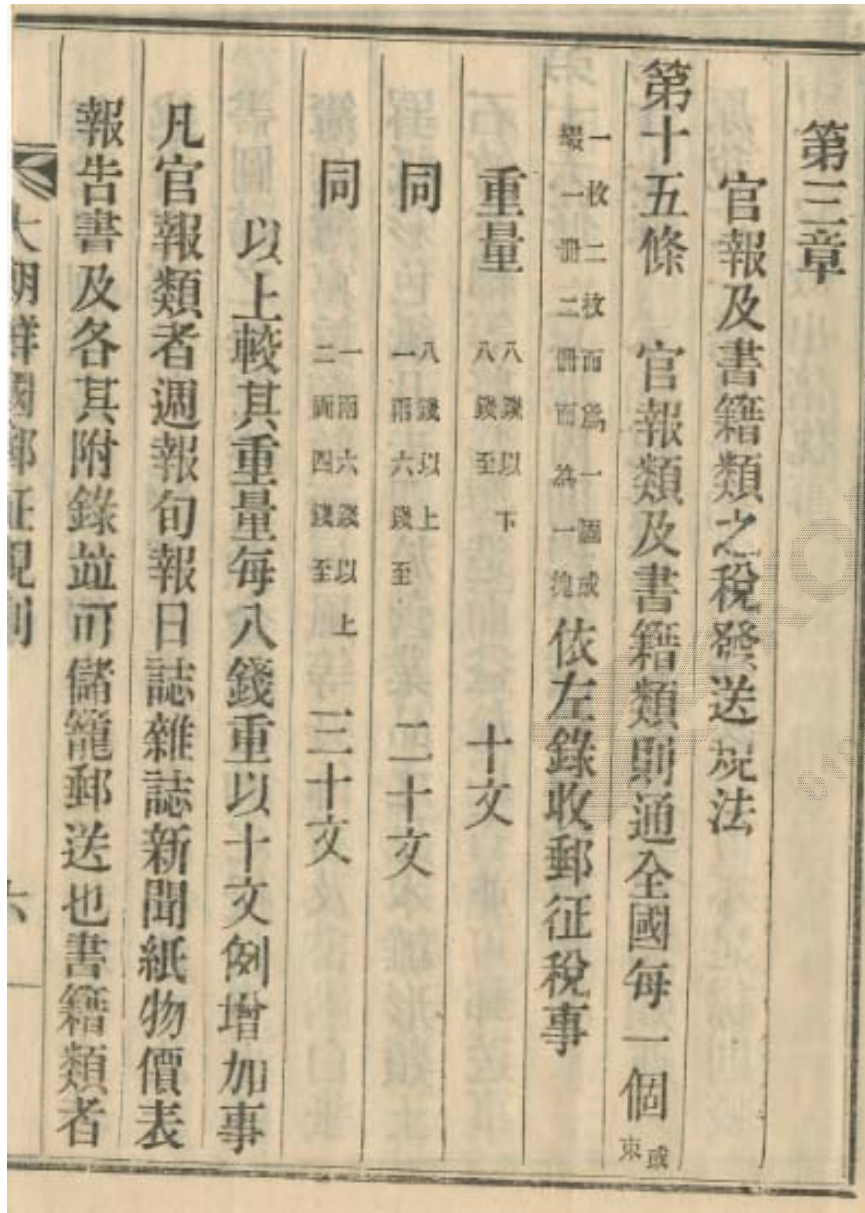 第三章
官報及書籍類之稅發送規法
第十五條 官報類及書籍類則通全國每一個或束
一枚二枚而爲一個或綴一冊二冊而爲一塊依左錄收郵征稅事
重量 八錢以下八錢至 十文
同 八錢以上一兩六錢至 二十文
同 一兩六錢以上二兩四錢至 三十文
以上較其重量每八錢重以十文例增加事
凡官報類者週報旬報日誌雜誌新聞紙物價表
報告書及各其附錄並可儲籠郵送也書籍類者
大朝鮮國郵征規則 六